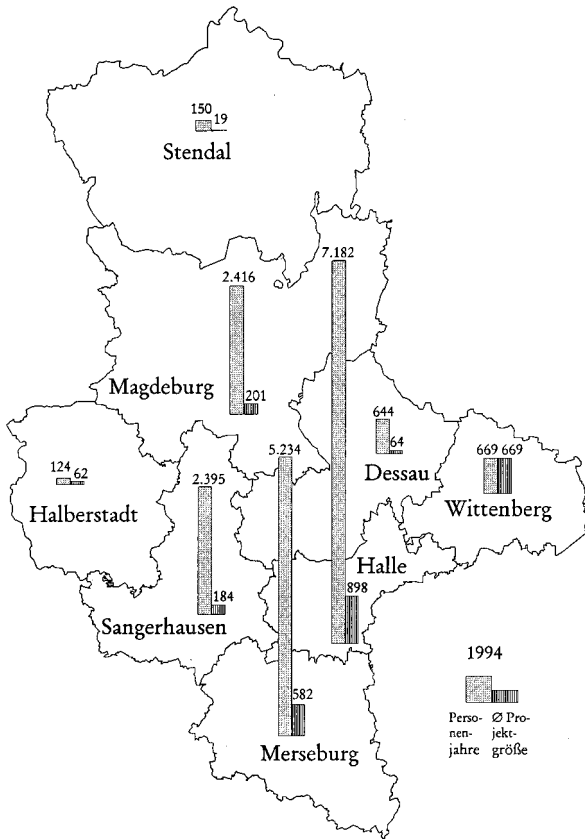 150
19
Stendal
7.182
2.416
201
Magdeburg
644
64
Dessau
669 669
Wittenberg
124
62
Halberstadt
2.395
184
Sangerhausen
5.234
582
Merseburg
Halle
898
1994
Perso-
nen-
jahre
Ø Pro-
jekt-
größe